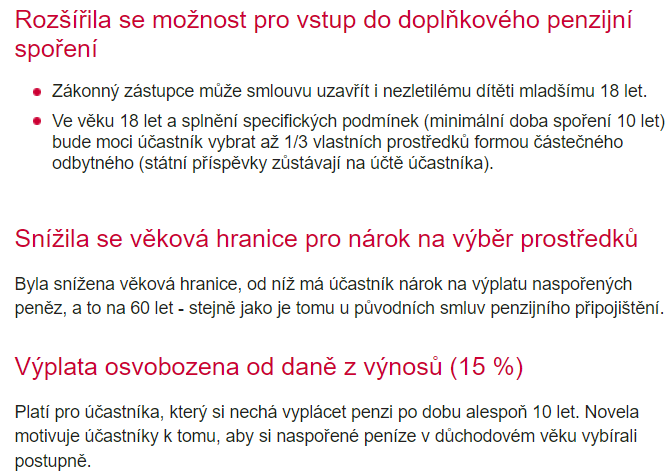 Rozšířila se možnost pro vstup do doplňkového penzijní
spoření
Zákonný zástupce může smlouvu uzavřít i nezletilému dítěti mladšímu 18 let.
Ve věku 18 let a splnění specifických podmínek (minimální doba spoření 10 let)
bude moci účastník vybrat až 1/3 vlastních prostředků formou částečného
odbytného (státní příspěvky zůstávají na účtě účastníka).
Snížila se věková hranice pro nárok na výběr prostředků
Byla snížena věková hranice, od níž má účastník nárok na výplatu naspořených
peněz, a to na 60 let - stejně jako je tomu u původních smluv penzijního připojištění.
Výplata osvobozena od daně z výnosů (15 %)
Platí pro účastníka, který si nechá vyplácet penzi po dobu alespoň 10 let. Novela
motivuje účastníky k tomu, aby si naspořené peníze v důchodovém věku vybírali
postupně.